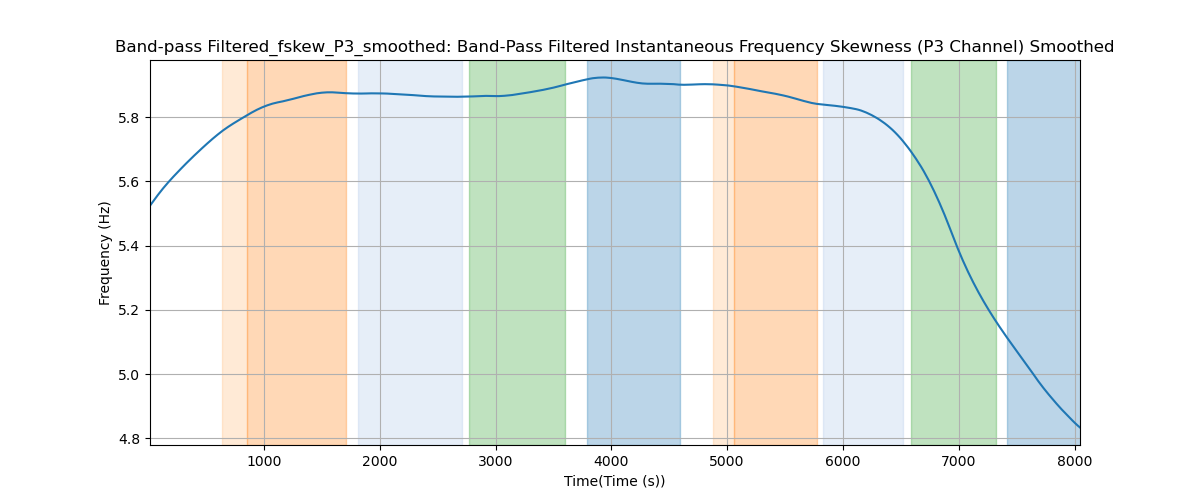 Band-pass Filtered_fskew_P3_smoothed: Band-Pass Filtered Instantaneous Frequency Skewness (P3 Channel) Smoothed
Frequency (Hz)
5.8
5.6
5.4
5.2
5.0
4.8
1000 2000 3000 4000 5000 6000 7000 8000
Time(Time (s))